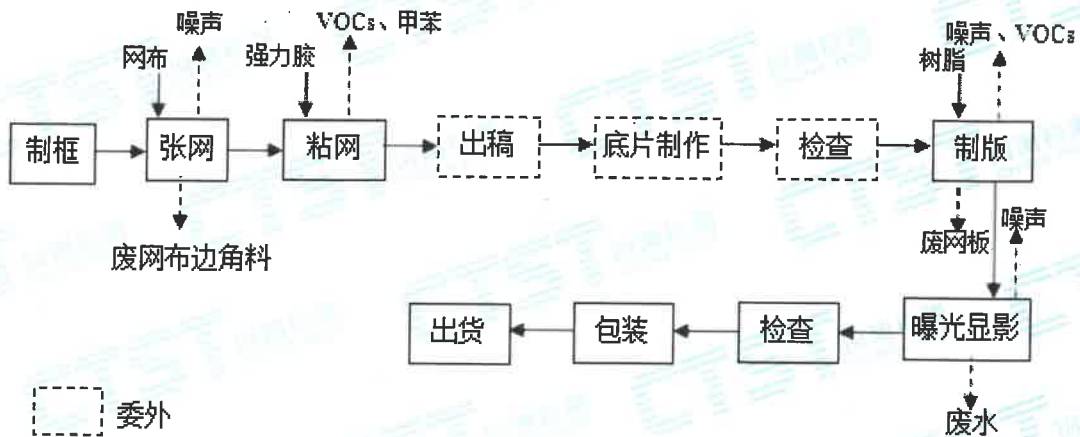 噪声
VOCs、甲苯
噪声、VOCs
网布
强力胶
树脂
制框
张网
粘网
出稿
底片制作
检查
制版
废网布边角料
废网板
噪声
出货
包装
检查
曝光显影
委外
废水
CTST